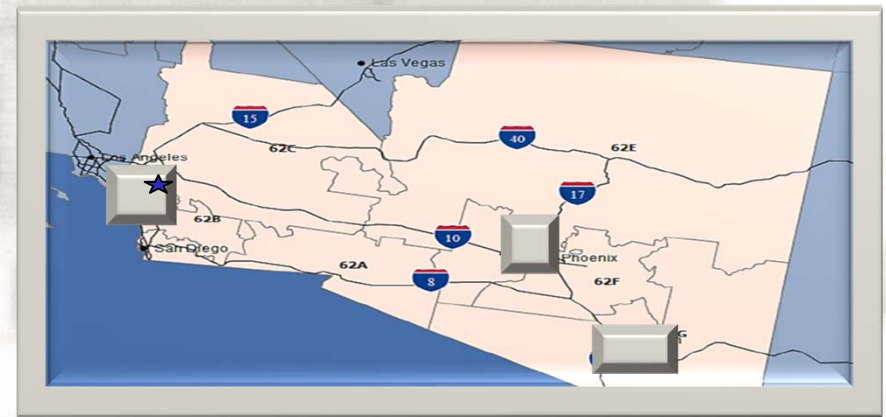 Las Vegas
15
40
62C
62E
Los Angeles
17
62B
10
San Diego
Phoenix
62A
8
62F
G